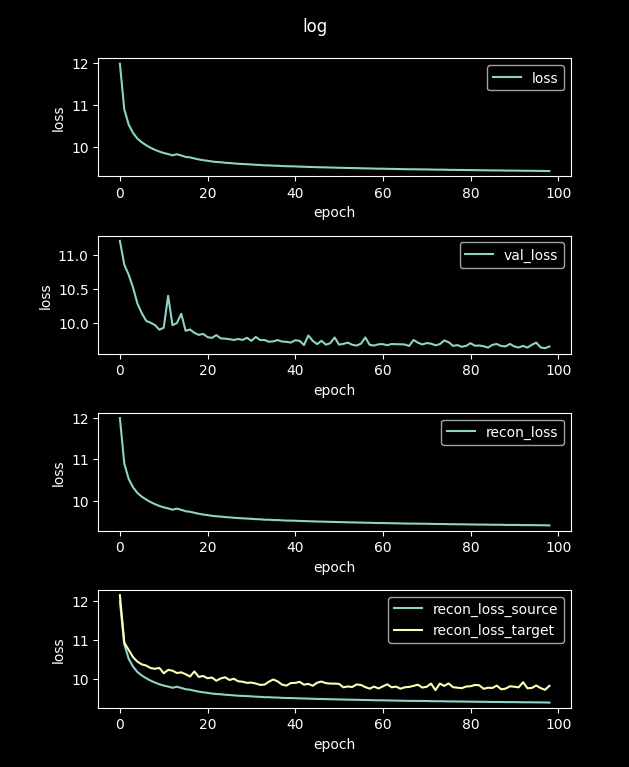 log
12
11
10
loss
loss
0 20 40 60 80 100
epoch
11.0
10.5
10.0
loss
val_loss
0 20 40 60 80 100
epoch
12
11
10
loss
recon_loss
0 20 40 60 80 100
epoch
12
11
10
loss
recon_loss_source
recon_loss_target
0 20 40 60 80 100
epoch